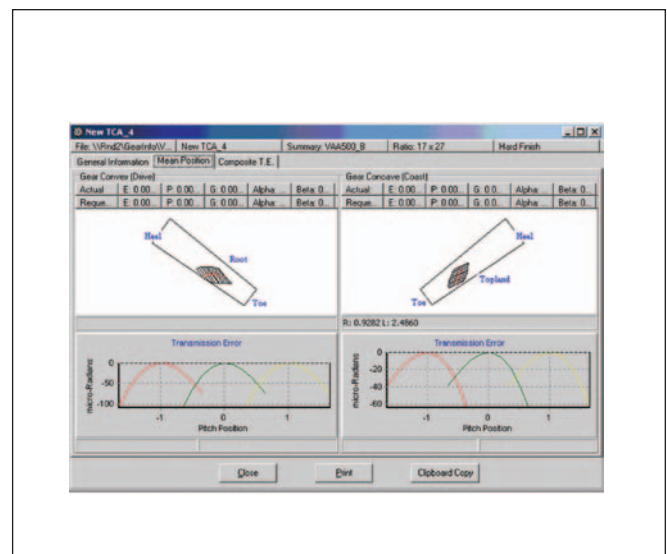 New TCA_4
File: \\Rnd2\GearInfo\V... New TCA_4 Summary: VAA500_B Ratio: 17 x 27 Hard Finish
General Information Mean Position Composite T.E.
Gear Convex (Drive) Gear Concave (Coast)
Actual E: 0.00... P: 0.00... G: 0.00... Alpha: ... Beta: 0... Actual E: 0.00... P: 0.00... G: 0.0... Alpha: ... Beta: 0...
Reque... E: 0.00... P: 0.00... G: 0.00... Alpha: ... Beta: 0... Reque... E: 0.00... P: 0.00... G: 0.0... Alpha: ... Beta: 0...
Heel Root Toe
Heel Topland Toe
R: 0.9282 L: 2.4860
Transmission Error
micro-Radians
0
-50
-100
-1 0 1
Pitch Position
Transmission Error
micro-Radians
0
-20
-40
-60
-1 0 1
Pitch Position
Close Print Clipboard Copy